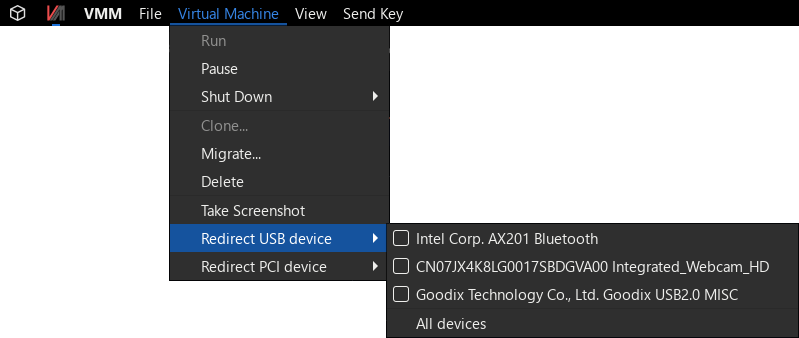 VMM File Virtual Machine View Send Key
Run
Pause
Shut Down
Clone...
Migrate...
Delete
Take Screenshot
Redirect USB device
Intel Corp. AX201 Bluetooth
Redirect PCI device
CN07JX4K8LG0017SBDGVA00 Integrated_Webcam_HD
Goodix Technology Co., Ltd. Goodix USB2.0 MISC
All devices